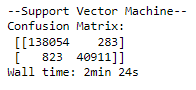 --Support Vector Machine--
Confusion Matrix:
[[138054    283]
[   823  40911]]
Wall time: 2min 24s